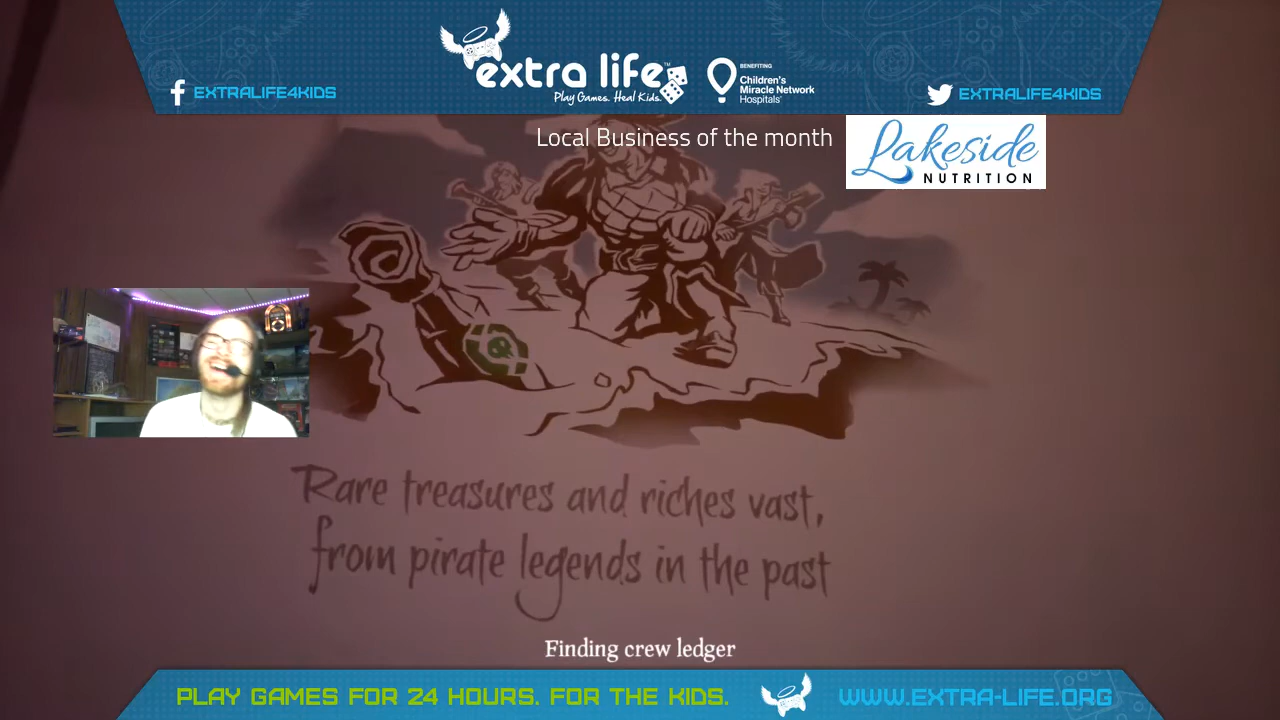 extra life™
Play Games. Heal Kids.
BENEFITING
Children's
Miracle Network
Hospitals®
EXTRALIFE4KIDS
EXTRALIFE4KIDS
Local Business of the month
Lakeside
NUTRITION
Rare treasures and riches vast,
from pirate legends in the past
Finding crew ledger
PLAY GAMES FOR 24 HOURS. FOR THE KIDS.
WWW.EXTRA-LIFE.ORG